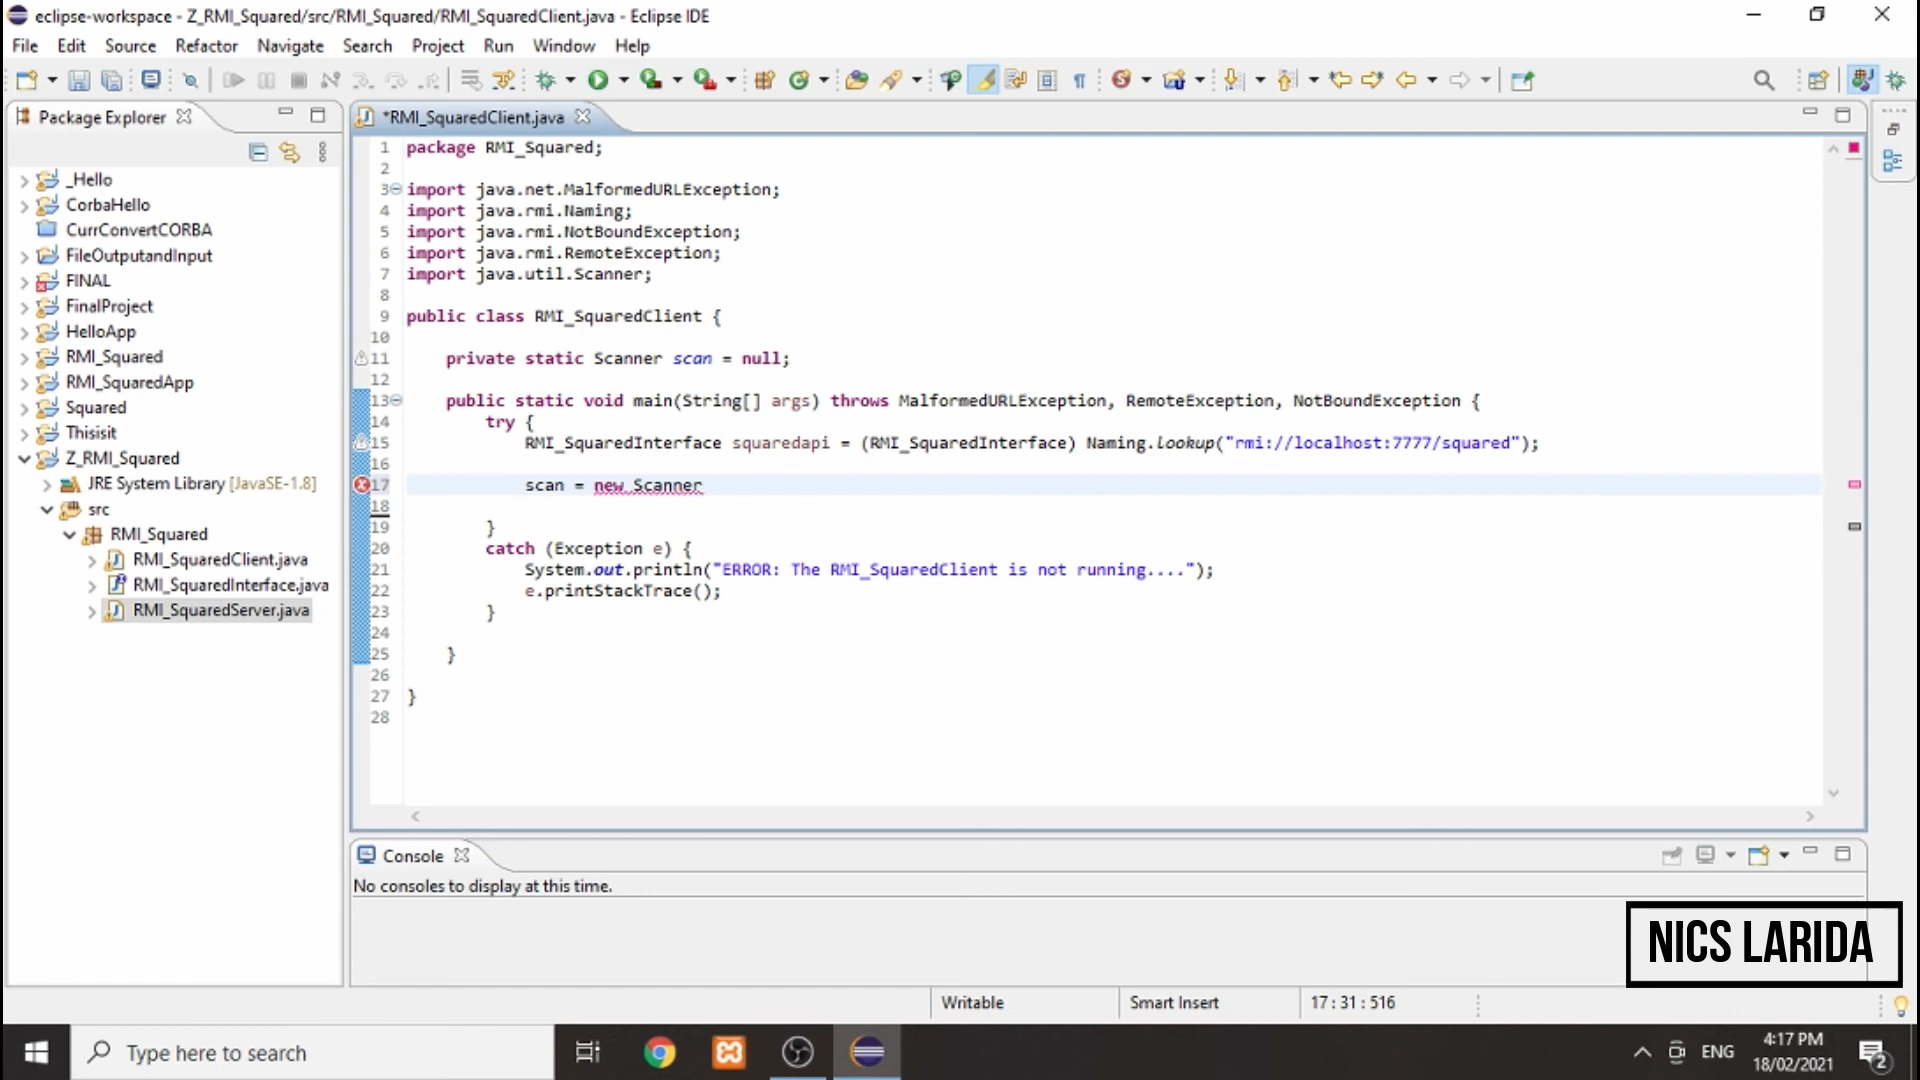 eclipse-workspace - Z_RMI_Squared/src/RMI_Squared/RMI_SquaredClient.java - Eclipse IDE
File Edit Source Refactor Navigate Search Project Run Window Help
Package Explorer
_Hello
CorbaHello
CurrConvertCORBA
FileOutputandInput
FINAL
FinalProject
HelloApp
RMI_Squared
RMI_SquaredApp
Squared
Thisisit
Z_RMI_Squared
JRE System Library [JavaSE-1.8]
src
RMI_Squared
RMI_SquaredClient.java
RMI_SquaredInterface.java
RMI_SquaredServer.java
*RMI_SquaredClient.java
1 package RMI_Squared;
2
3 import java.net.MalformedURLException;
4 import java.rmi.Naming;
5 import java.rmi.NotBoundException;
6 import java.rmi.RemoteException;
7 import java.util.Scanner;
8
9 public class RMI_SquaredClient {
10
11 private static Scanner scan = null;
12
13 public static void main(String[] args) throws MalformedURLException, RemoteException, NotBoundException {
14 try {
15 RMI_SquaredInterface squaredapi = (RMI_SquaredInterface) Naming.lookup("rmi://localhost:7777/squared");
16
17 scan = new Scanner
18
19 }
20 catch (Exception e) {
21 System.out.println("ERROR: The RMI_SquaredClient is not running....");
22 e.printStackTrace();
23 }
24
25 }
26
27 }
28
Console
No consoles to display at this time.
NICS LARIDA
Writable Smart Insert 17 : 31 : 516
Type here to search
ENG
4:17 PM
18/02/2021
2